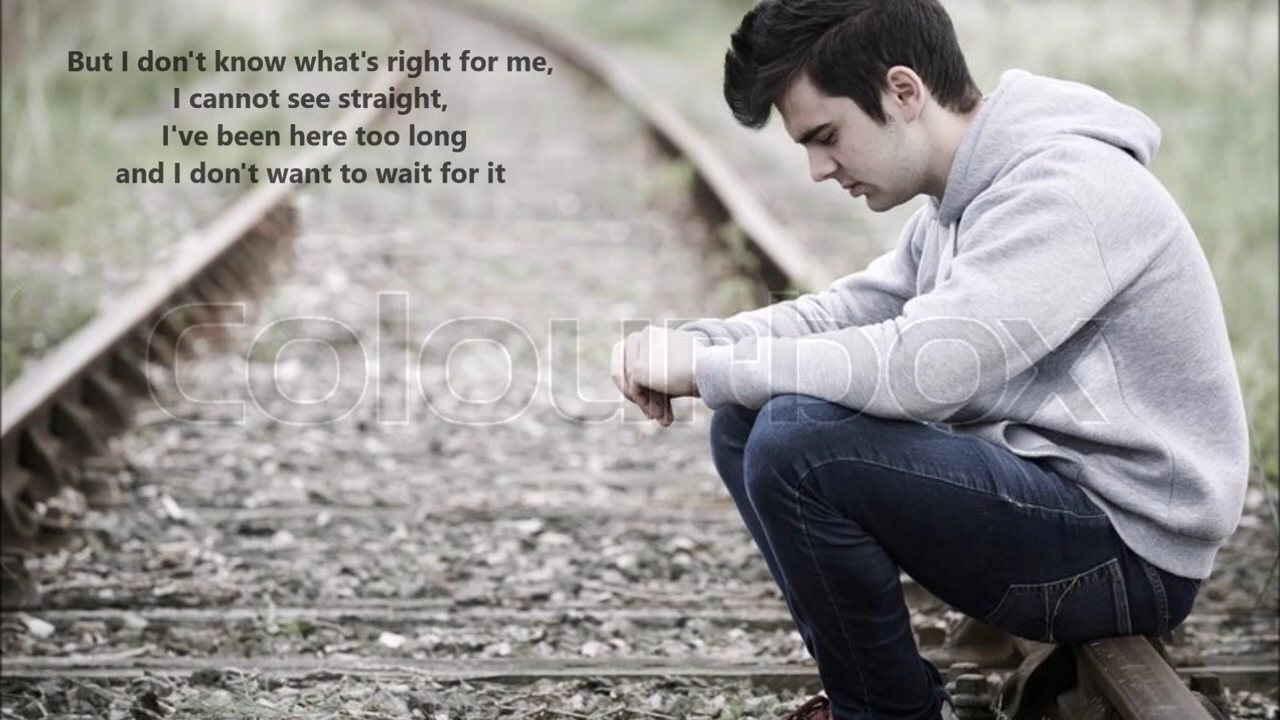 But I don't know what's right for me,
I cannot see straight,
I've been here too long
and I don't want to wait for it
colourbox